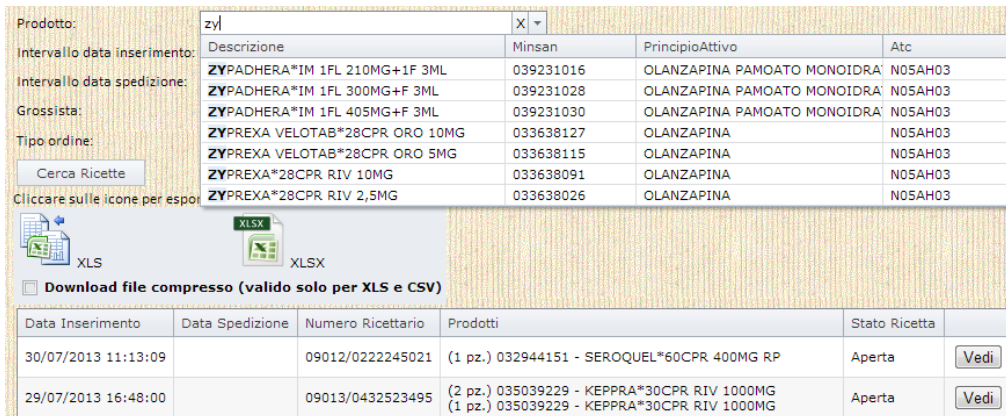 Prodotto: zy X
Descrizione Minsan PrincipioAttivo Atc
Intervallo data inserimento:
ZYPADHERA*IM 1FL 210MG+1F 3ML 039231016 OLANZAPINA PAMOATO MONOIDRA N05AH03
Intervallo data spedizione:
ZYPADHERA*IM 1FL 300MG+F 3ML 039231028 OLANZAPINA PAMOATO MONOIDRA N05AH03
Grossista:
ZYPADHERA*IM 1FL 405MG+F 3ML 039231030 OLANZAPINA PAMOATO MONOIDRA N05AH03
ZYPREXA VELOTAB*28CPR ORO 10MG 033638127 OLANZAPINA N05AH03
Tipo ordine:
ZYPREXA VELOTAB*28CPR ORO 5MG 033638115 OLANZAPINA N05AH03
Cerca Ricette
ZYPREXA*28CPR RIV 10MG 033638091 OLANZAPINA N05AH03
Cliccare sulle icone per espor
ZYPREXA*28CPR RIV 2,5MG 033638026 OLANZAPINA N05AH03
XLSX
XLS XLSX
Download file compresso (valido solo per XLS e CSV)
Data Inserimento Data Spedizione Numero Ricettario Prodotti Stato Ricetta
30/07/2013 11:13:09 09012/0222245021 (1 pz.) 032944151 - SEROQUEL*60CPR 400MG RP Aperta Vedi
29/07/2013 16:48:00 09013/0432523495 (2 pz.) 035039229 - KEPPRA*30CPR RIV 1000MG Aperta Vedi
(1 pz.) 035039229 - KEPPRA*30CPR RIV 1000MG